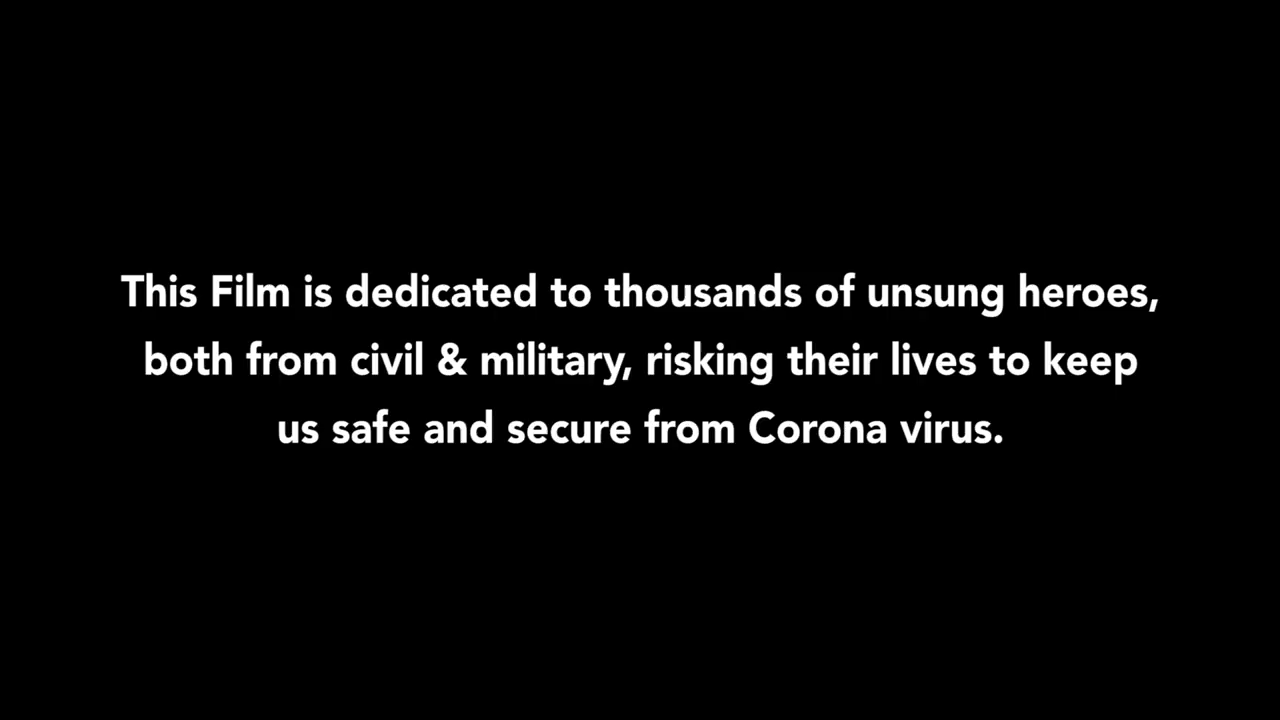 This Film is dedicated to thousands of unsung heroes,
both from civil & military, risking their lives to keep
us safe and secure from Corona virus.